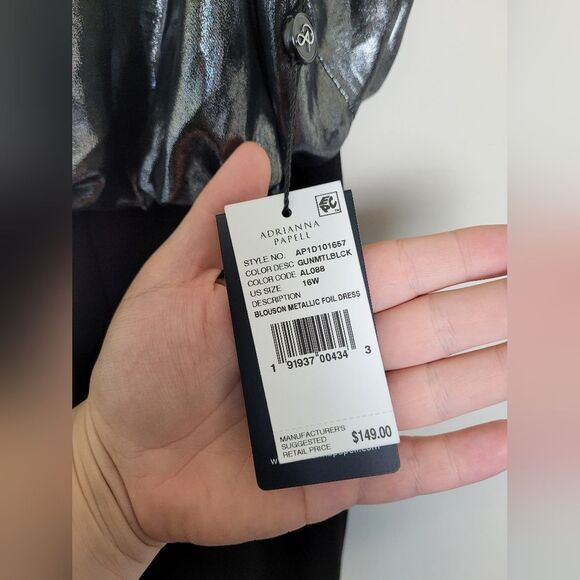 EPC
ADRIANNA
PAPELL
STYLE NO. AP1D101657
COLOR DESC GUNMTLBLCK
COLOR CODE AL088
US SIZE 16W
DESCRIPTION
BLOUSON METALLIC FOIL DRESS
1 91937 00434 3
MANUFACTURER'S
SUGGESTED
RETAIL PRICE $149.00